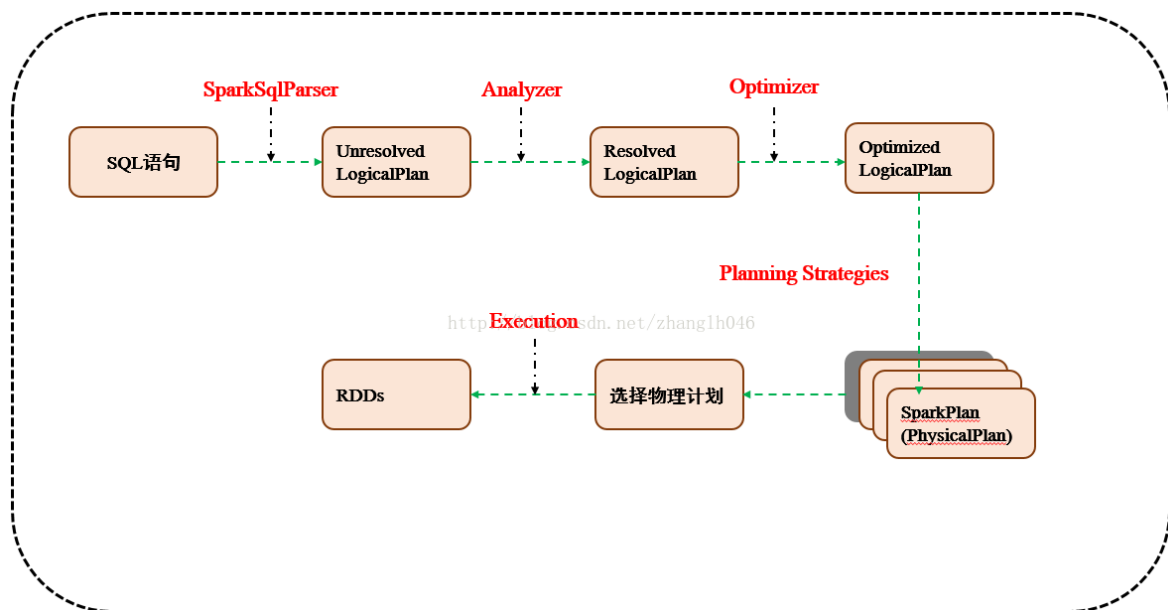 SparkSqlParser
Analyzer
Optimizer
SQL语句
Unresolved
LogicalPlan
Resolved
LogicalPlan
Optimized
LogicalPlan
Planning Strategies
Execution
RDDs
选择物理计划
SparkPlan
(PhysicalPlan)